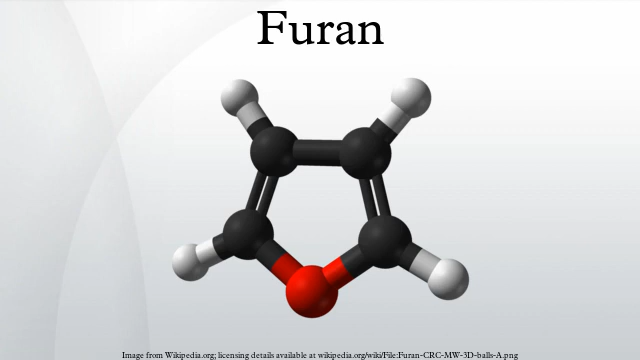 Furan
Image from Wikipedia.org; licensing details available at wikipedia.org/wiki/File:Furan-CRC-MW-3D-balls-A.png